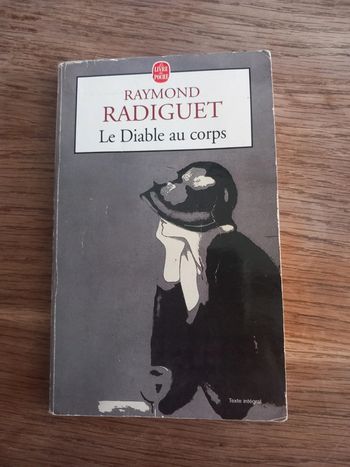 LE LIVRE
DE POCHE
RAYMOND
RADIGUET
Le Diable au corps
Texte intégral